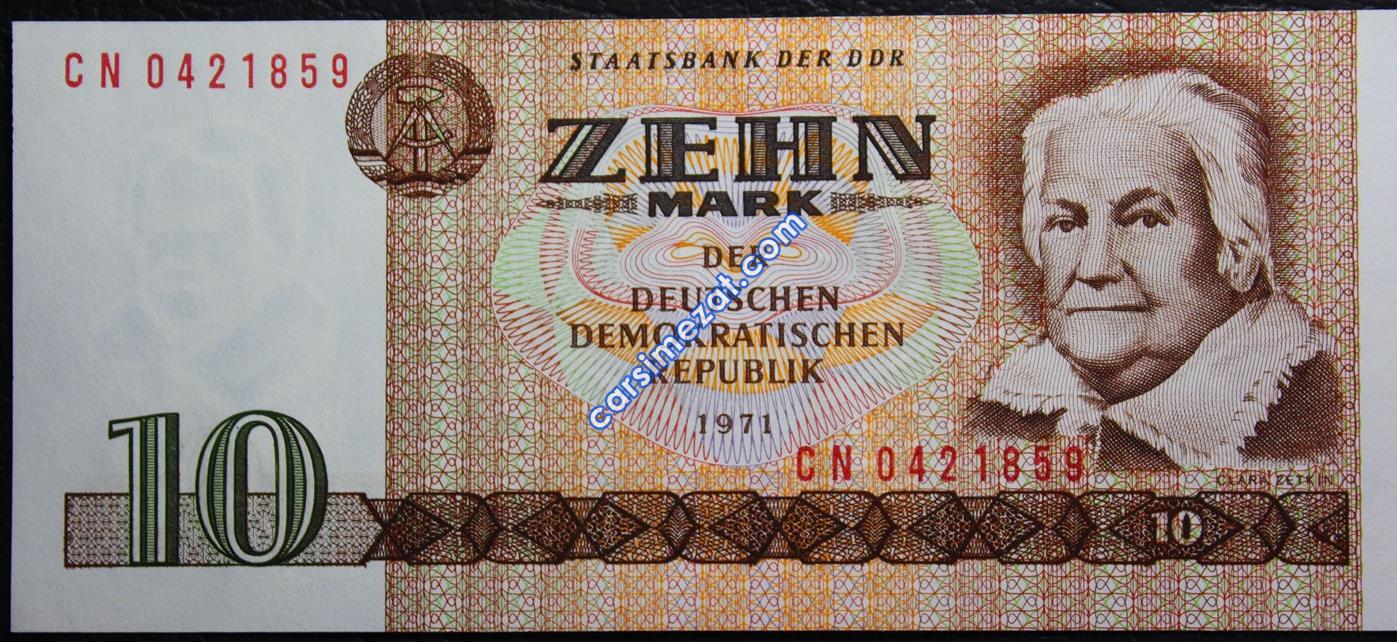 CN 0421859
STAATSBANK DER DDR
ZEHN
MARK
DER
DEUTSCHEN
DEMOKRATISCHEN
REPUBLIK
1971
carsimezat.com
CN 0421859
CLARA ZETKIN
10
10